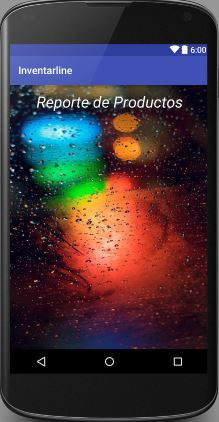 6:00
Inventarline
Reporte de Productos